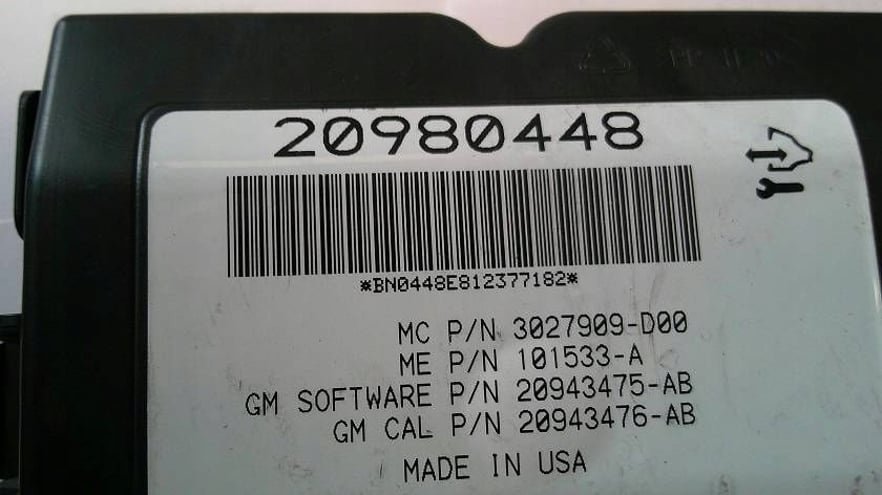 20980448
*BN0448E812377182*
MC P/N 3027909-D00
ME P/N 101533-A
GM SOFTWARE P/N 20943475-AB
GM CAL P/N 20943476-AB
MADE IN USA